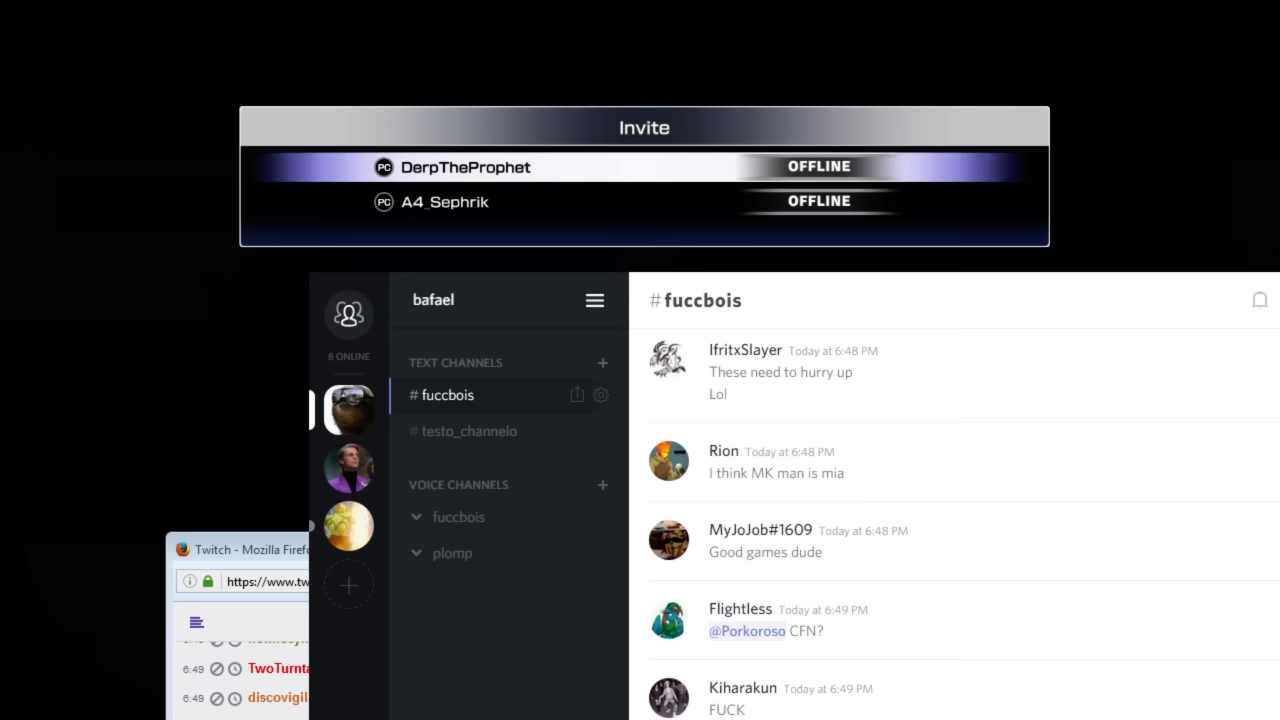 Invite
PC DerpTheProphet OFFLINE
PC A4_Sephrik OFFLINE
bafael
8 ONLINE
TEXT CHANNELS
# fuccbois
# testo_channelo
VOICE CHANNELS
fuccbois
plomp
# fuccbois
IfritxSlayer Today at 6:48 PM
These need to hurry up
Lol
Rion Today at 6:48 PM
I think MK man is mia
MyJoJob#1609 Today at 6:48 PM
Good games dude
Flightless Today at 6:49 PM
@Porkoroso CFN?
Kiharakun Today at 6:49 PM
FUCK
Twitch - Mozilla Firefo
https://www.tw
6:49 TwoTurnta
6:49 discovigil